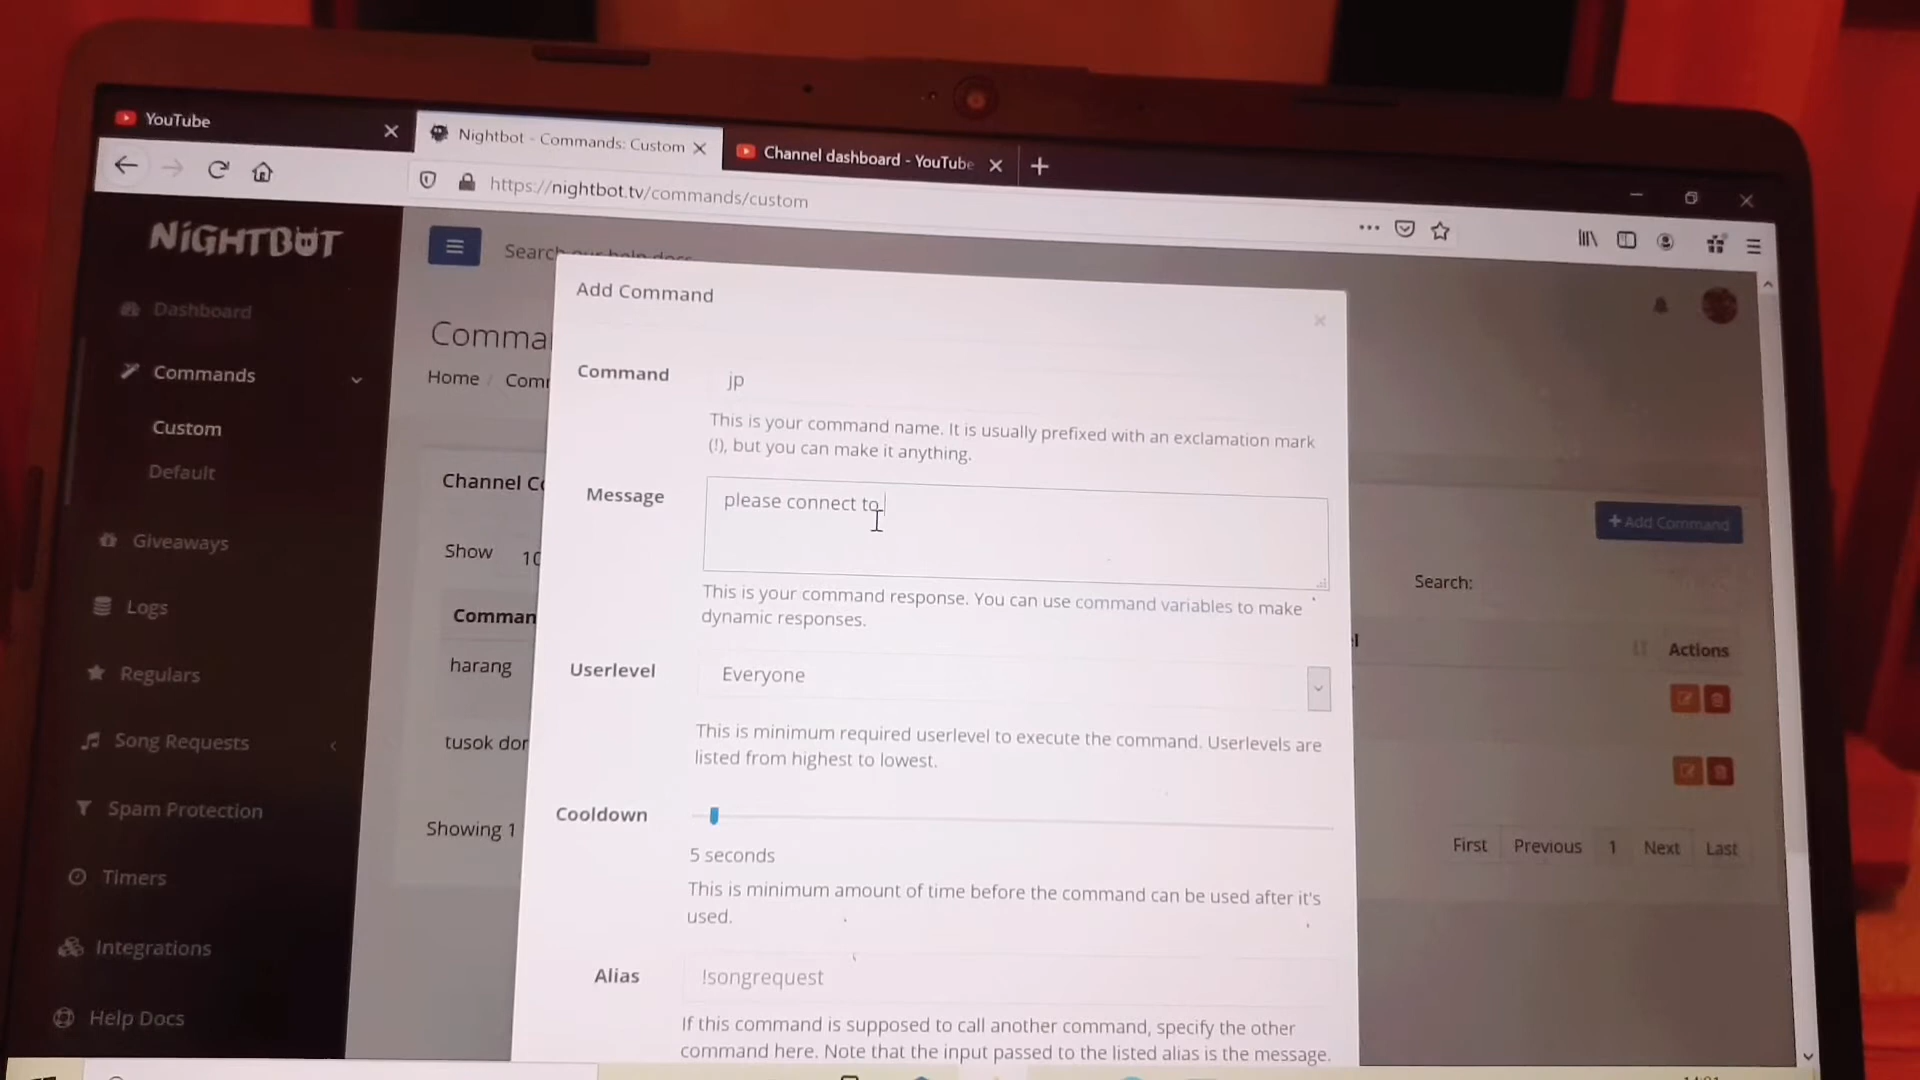 YouTube
Nightbot - Commands: Custom
Channel dashboard - YouTube
https://nightbot.tv/commands/custom
NiGHTBOT
Search our help docs
Dashboard
Commands
Custom
Default
Giveaways
Logs
Regulars
Song Requests
Spam Protection
Timers
Integrations
Help Docs
Comma
Home / Comm
Channel Co
Show 10
Comman
harang
tusok dor
Showing 1
Add Command
Command jp
This is your command name. It is usually prefixed with an exclamation mark
(!), but you can make it anything.
Message please connect to
This is your command response. You can use command variables to make
dynamic responses.
Userlevel Everyone
This is minimum required userlevel to execute the command. Userlevels are
listed from highest to lowest.
Cooldown
5 seconds
This is minimum amount of time before the command can be used after it's
used.
Alias !songrequest
If this command is supposed to call another command, specify the other
command here. Note that the input passed to the listed alias is the message.
+ Add Command
Search:
Actions
First Previous 1 Next Last